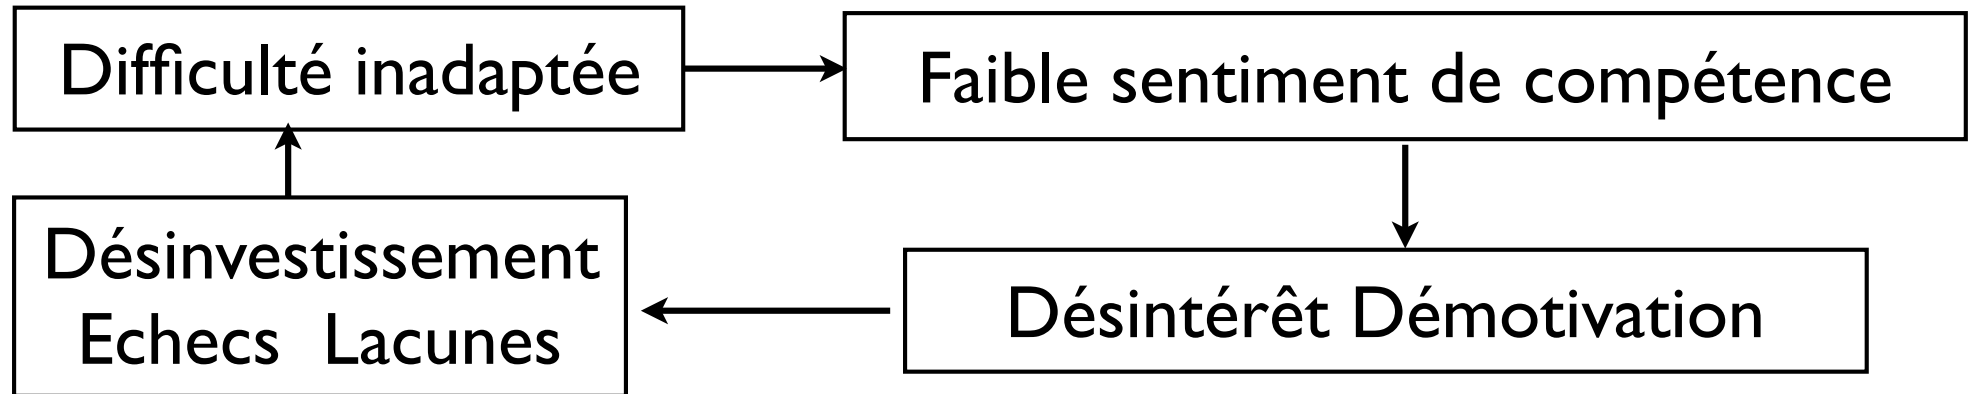 Difficulté inadaptée
Faible sentiment de compétence
Désinvestissement
Echecs Lacunes
Désintérêt Démotivation